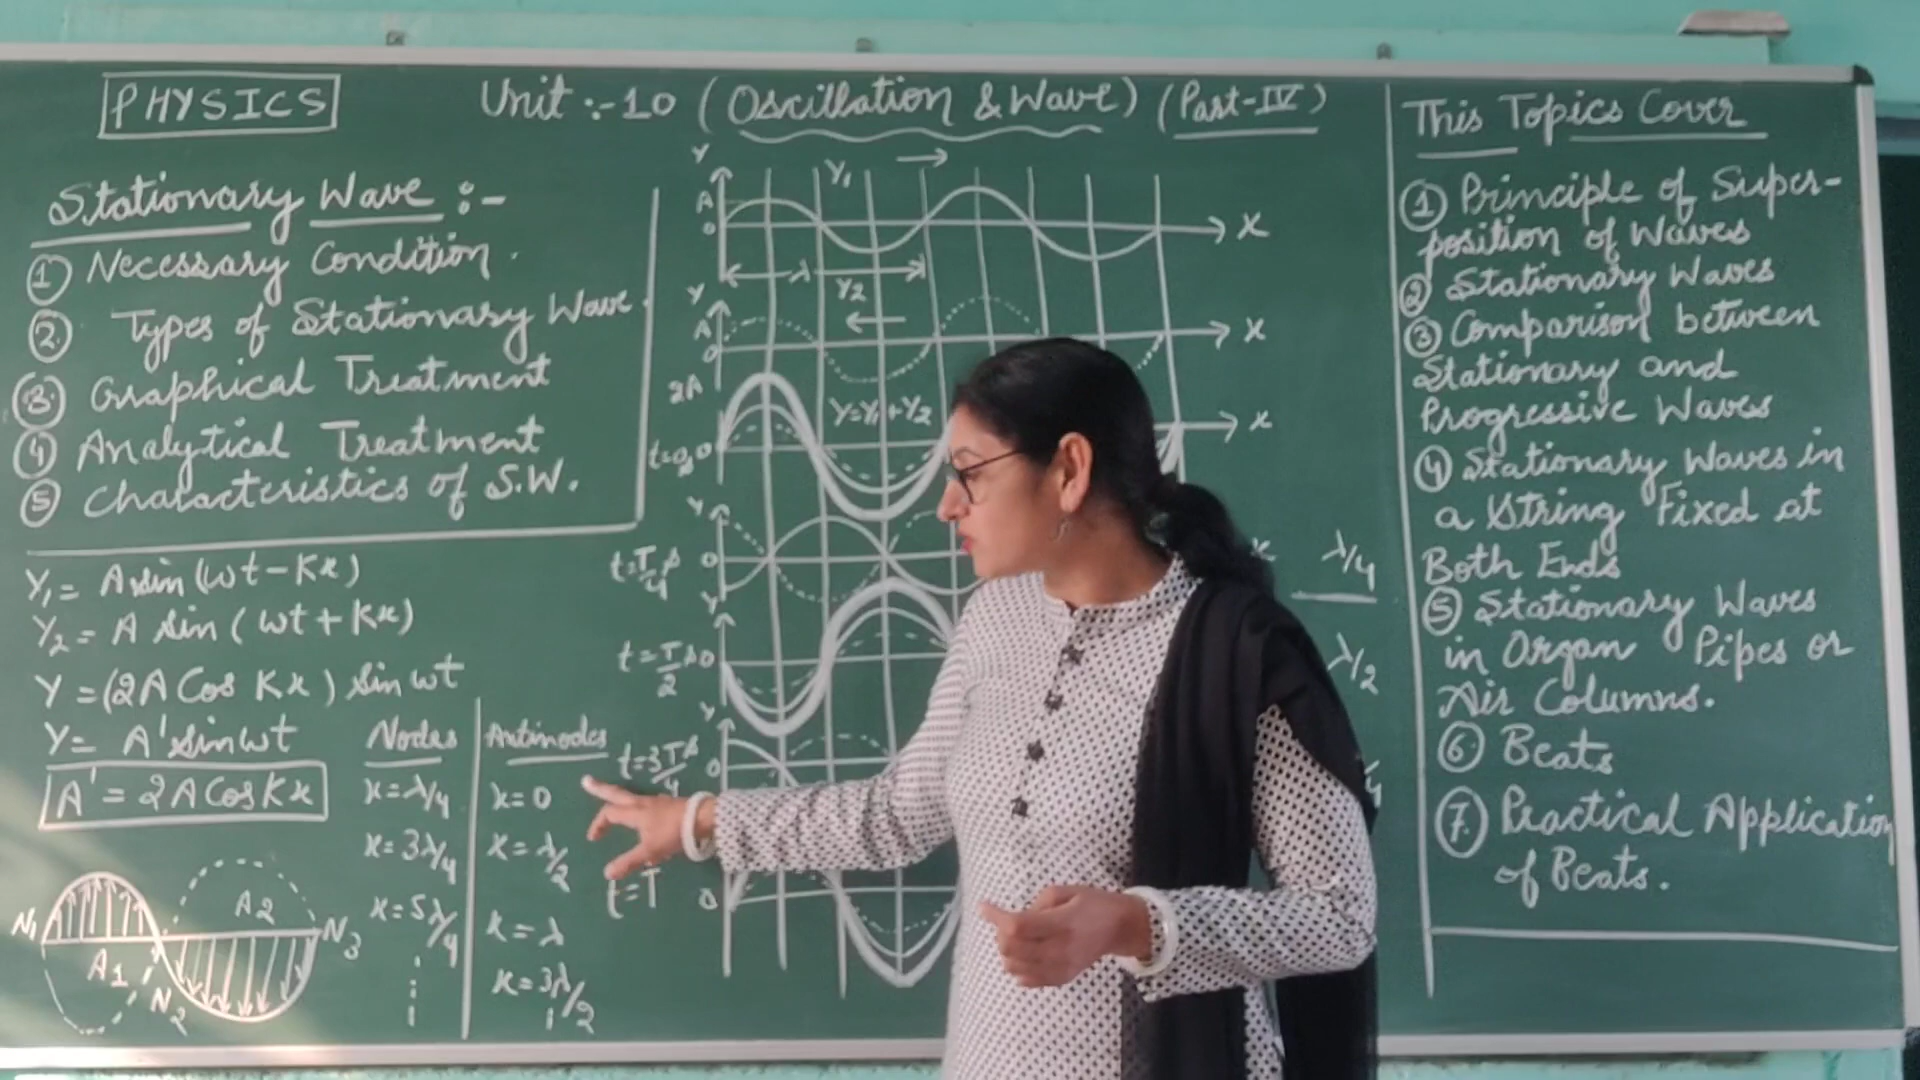 PHYSICS
Unit :- 10 (Oscillation & Wave) (Part-IV)
Stationary Wave :-
① Necessary Condition.
② Types of Stationary Wave.
③ Graphical Treatment
④ Analytical Treatment
⑤ Characteristics of S.W.
Y₁ = A sin (ωt - Kx)
Y₂ = A sin (ωt + Kx)
Y = (2A Cos Kx) sin ωt
Y = A' sin ωt
A' = 2A Cos Kx
Nodes
x = λ/4
x = 3λ/4
x = 5λ/4
Antinodes
x = 0
x = λ/2
x = λ
x = 3λ/2
N₁ A1 N2 A2 N3
Y Y₁ →
A
0 X
λ
Y Y₂ ←
A
0 X
2A
Y=Y₁+Y₂
t=0, 0 X
Y
t=T/4 0
Y
t=T/2 0
Y
t=3T/4 0
t=T 0
λ/4
λ/2
This Topics Cover
① Principle of Super-
position of Waves
② Stationary Waves
③ Comparison between
Stationary and
Progressive Waves
④ Stationary Waves in
a String Fixed at
Both Ends
⑤ Stationary Waves
in Organ Pipes or
Air Columns.
⑥ Beats
⑦ Practical Application
of Beats.